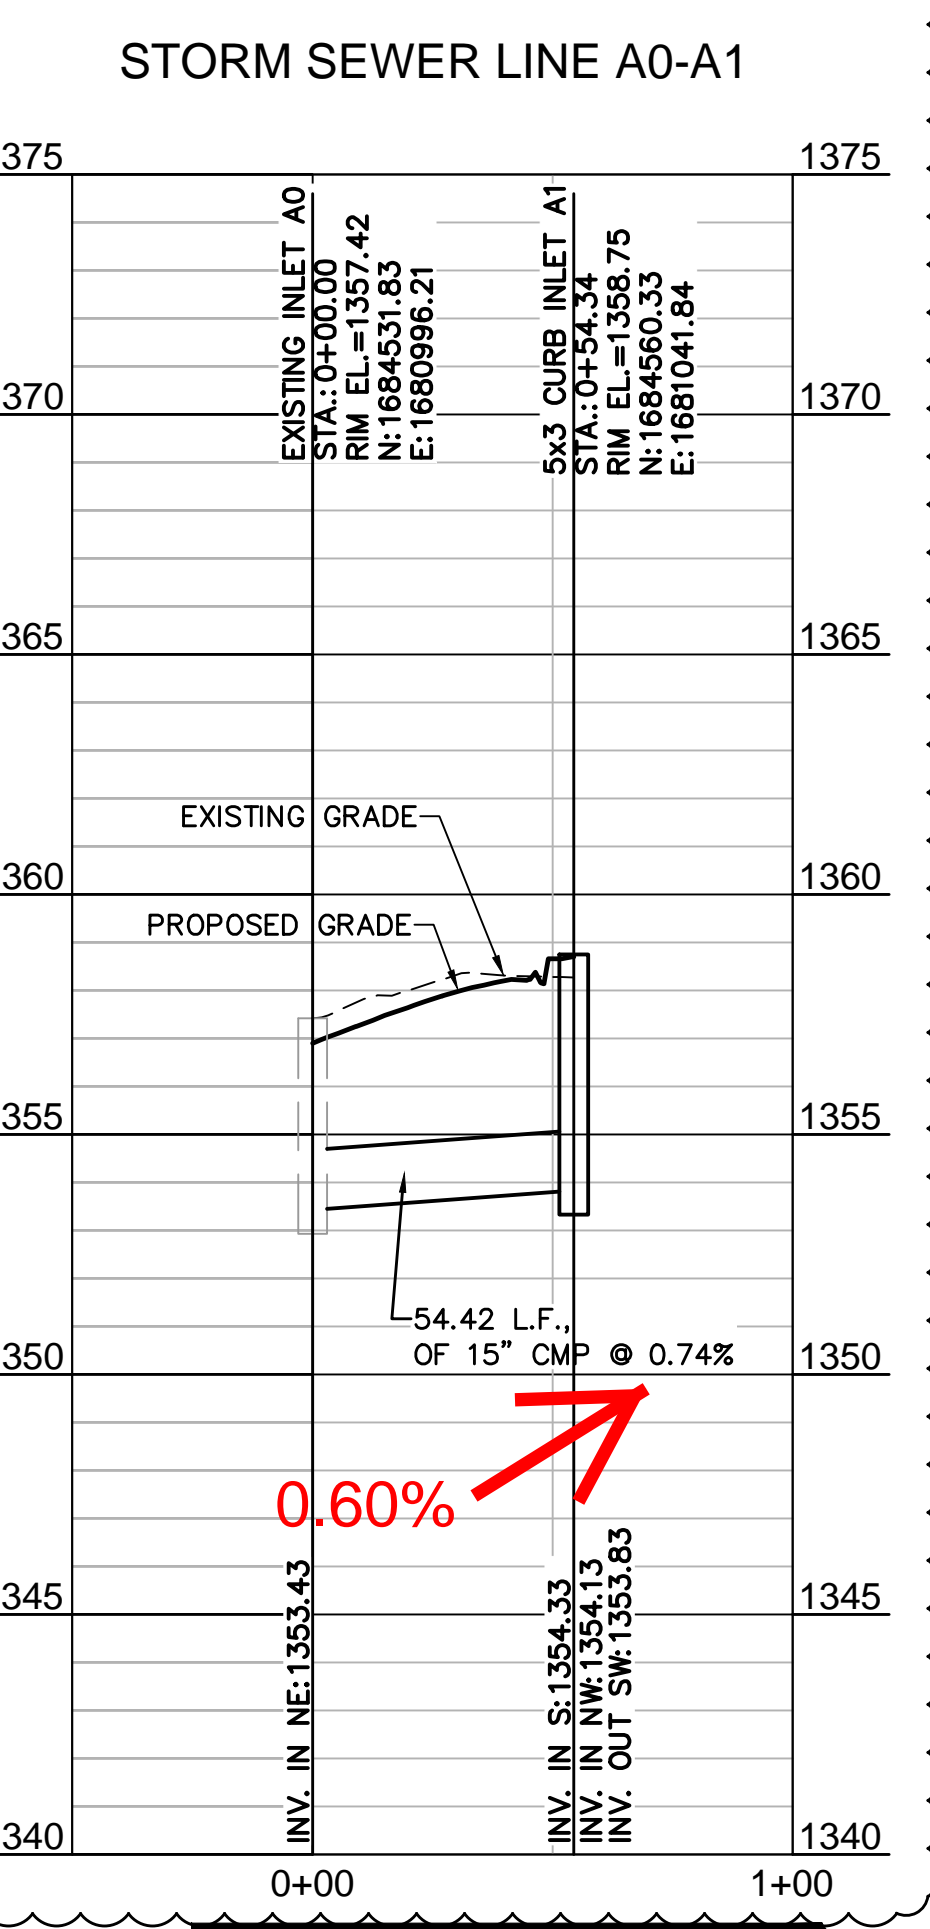 STORM SEWER LINE A0-A1
375
1375
EXISTING INLET A0
STA.:0+00.00
RIM EL.=1357.42
N:1684531.83
E:1680996.21
5x3 CURB INLET A1
STA.:0+54.34
RIM EL.=1358.75
N:1684560.33
E:1681041.84
370
1370
365
1365
EXISTING GRADE
360
1360
PROPOSED GRADE
355
1355
54.42 L.F.,
OF 15" CMP @ 0.74%
350
1350
0.60%
345
1345
INV. IN NE:1353.43
INV. IN S:1354.33
INV. IN NW:1354.13
INV. OUT SW:1353.83
340
1340
0+00
1+00